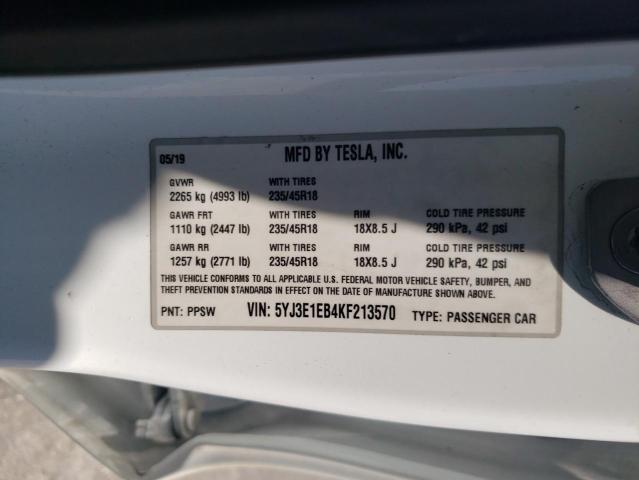 05/19 MFD BY TESLA, INC.
GVWR WITH TIRES
2265 kg (4993 lb) 235/45R18
GAWR FRT WITH TIRES RIM COLD TIRE PRESSURE
1110 kg (2447 lb) 235/45R18 18X8.5 J 290 kPa, 42 psi
GAWR RR WITH TIRES RIM COLD TIRE PRESSURE
1257 kg (2771 lb) 235/45R18 18X8.5 J 290 kPa, 42 psi
THIS VEHICLE CONFORMS TO ALL APPLICABLE U.S. FEDERAL MOTOR VEHICLE SAFETY, BUMPER, AND
THEFT PREVENTION STANDARDS IN EFFECT ON THE DATE OF MANUFACTURE SHOWN ABOVE.
PNT: PPSW VIN: 5YJ3E1EB4KF213570 TYPE: PASSENGER CAR